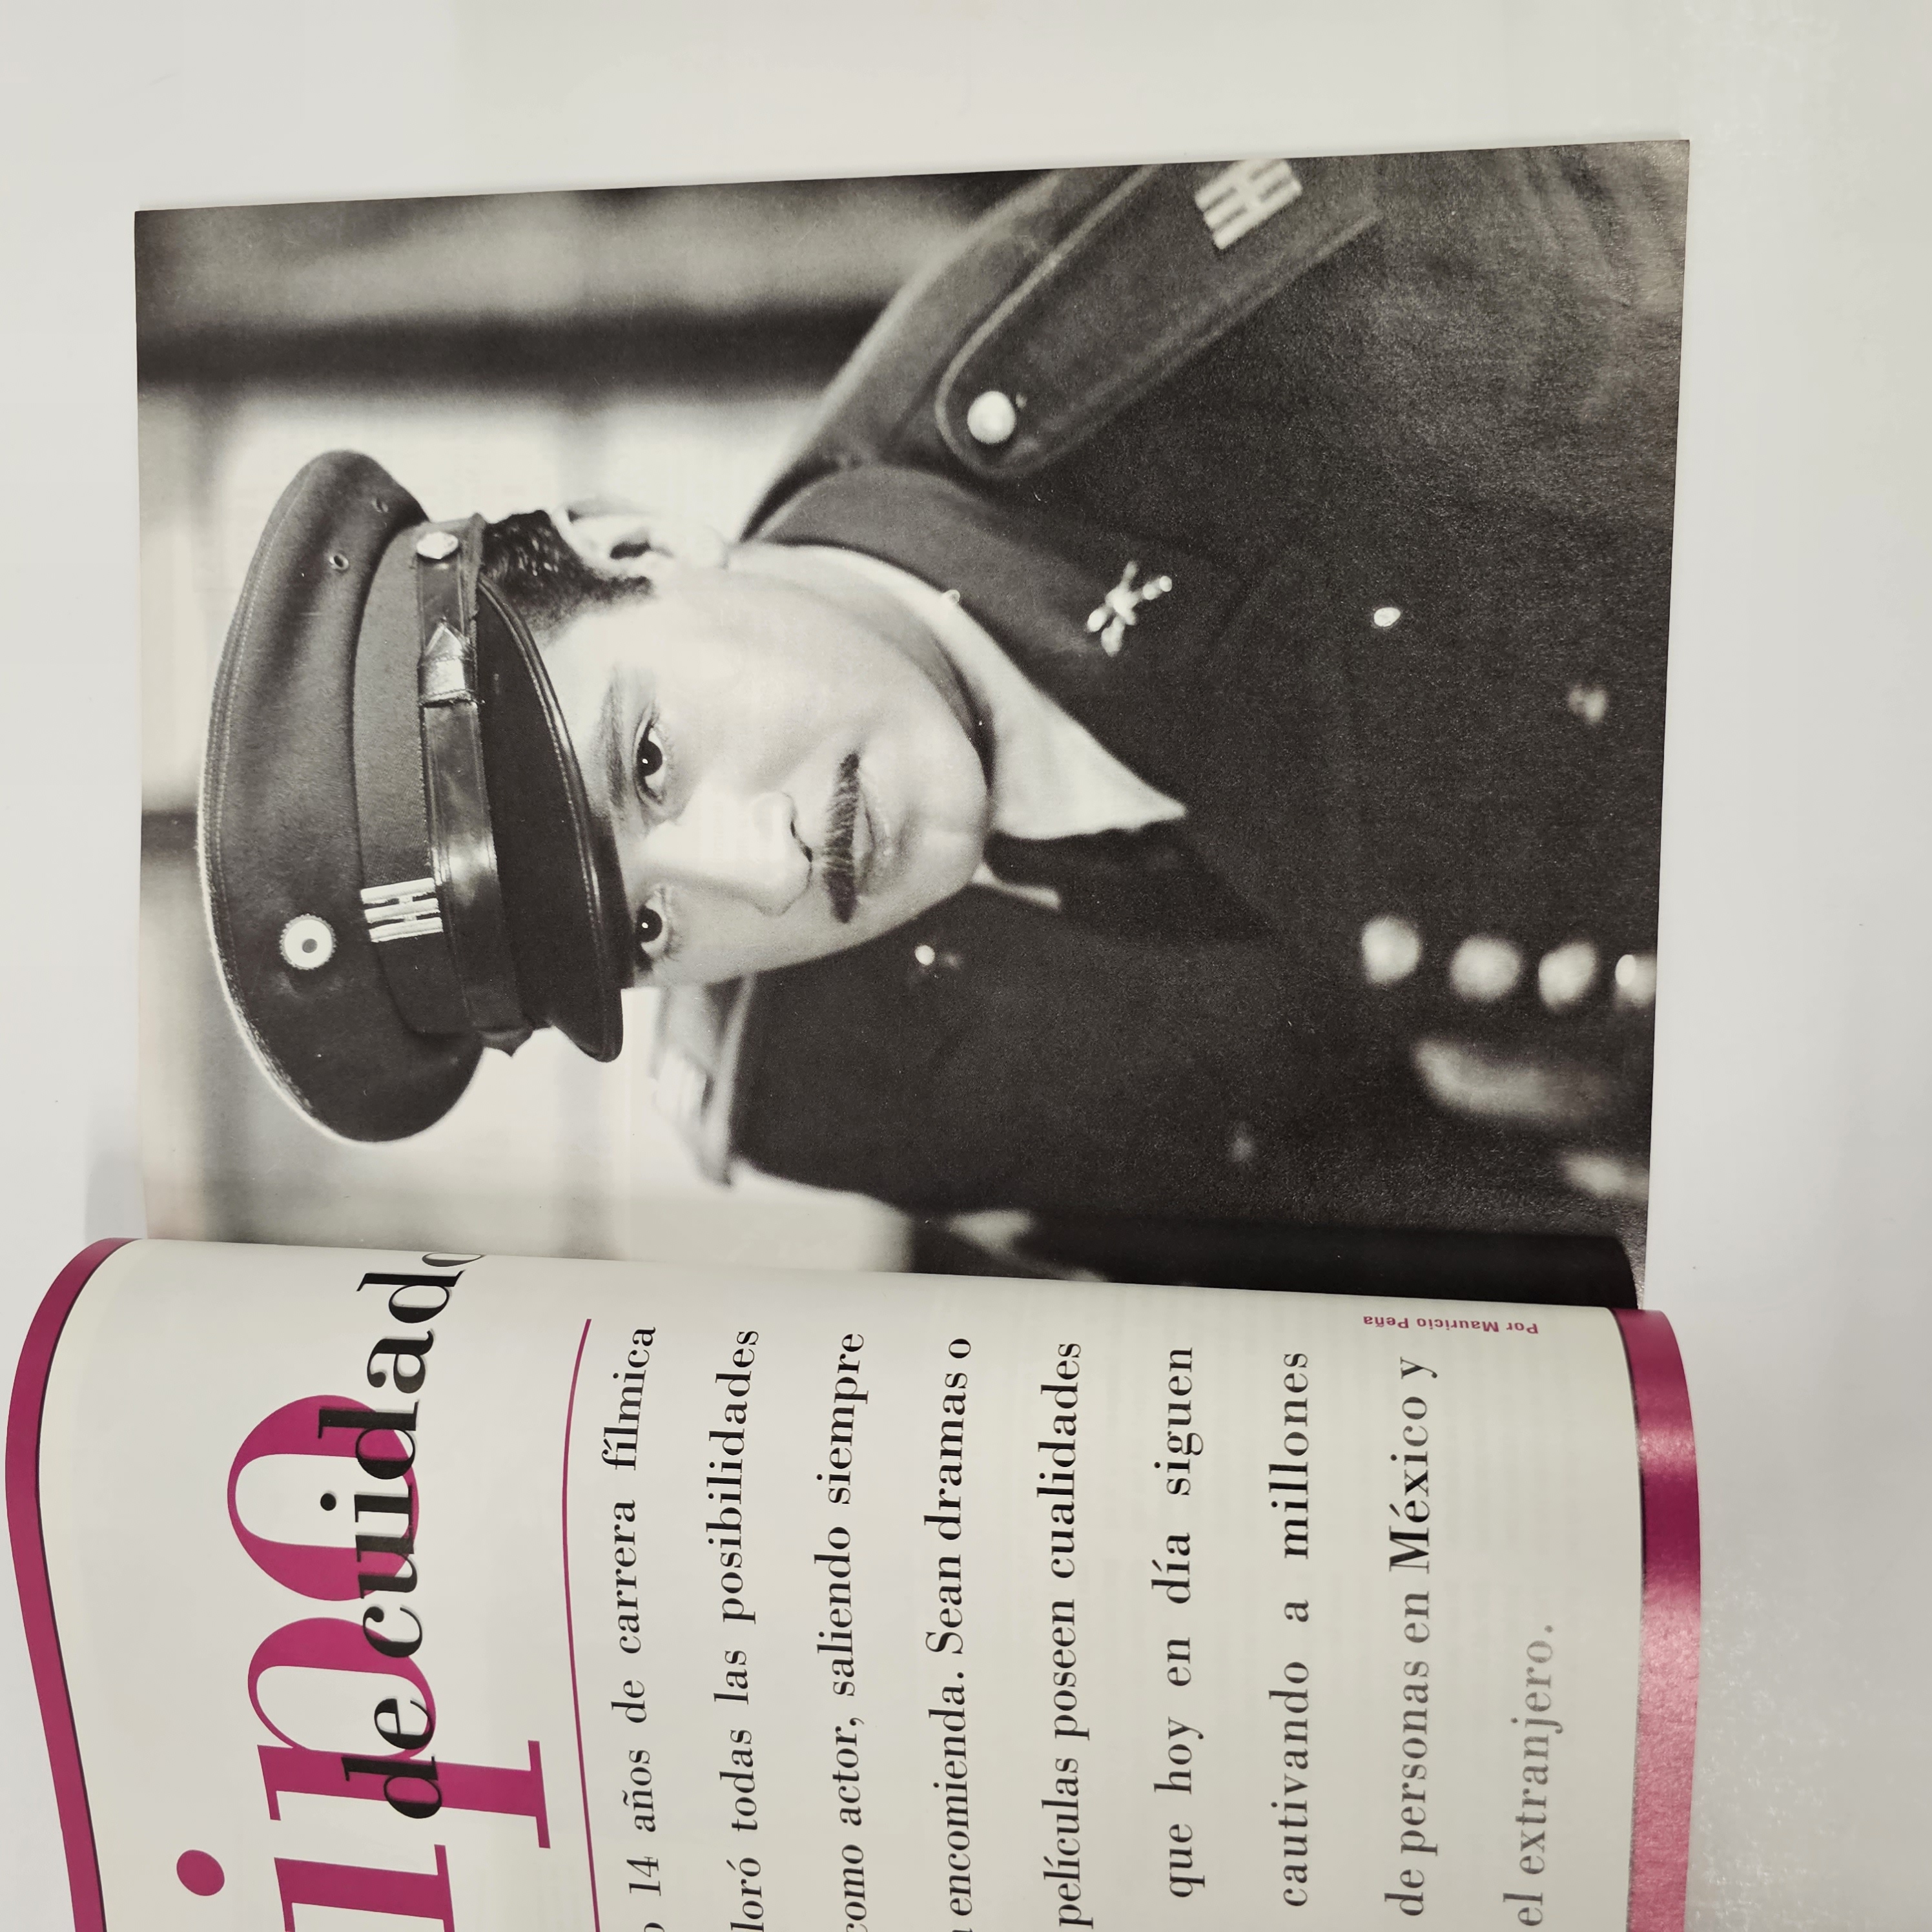 ipo
de cuidado
14 años de carrera fílmica
loró todas las posibilidades
como actor, saliendo siempre
encomienda. Sean dramas o
películas poseen cualidades
que hoy en día siguen
cautivando a millones
de personas en México y
el extranjero.
Por Mauricio Peña